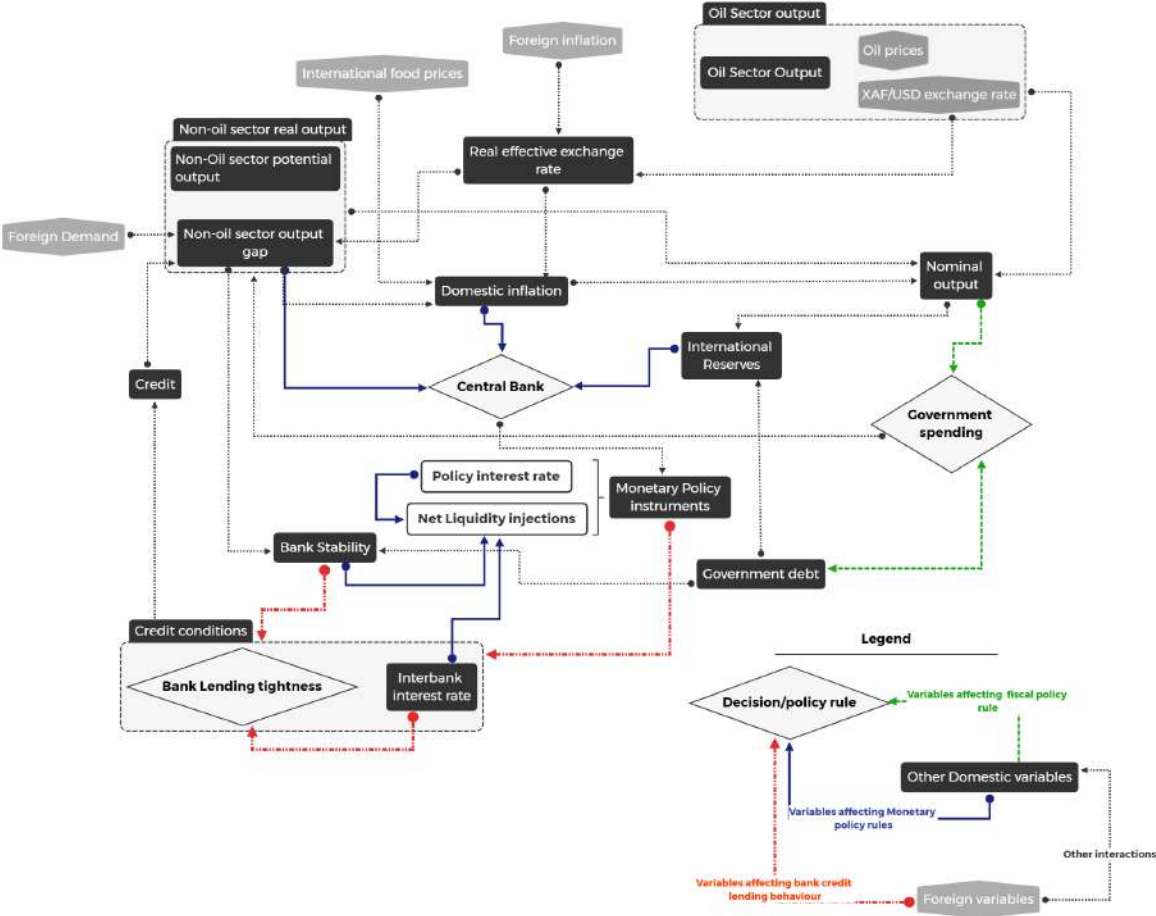 Oil Sector output
Foreign inflation
Oil prices
International food prices
Oil Sector Output
XAF/USD exchange rate
Non-oil sector real output
Non-Oil sector potential
output
Real effective exchange
rate
Foreign Demand
Non-oil sector output
gap
Domestic inflation
Nominal
output
International
Reserves
Central Bank
Credit
Government
spending
Policy interest rate
Monetary Policy
instruments
Net Liquidity injections
Bank Stability
Government debt
Credit conditions
Bank Lending tightness
Interbank
interest rate
Legend
Decision/policy rule
Variables affecting fiscal policy
rule
Other Domestic variables
Variables affecting Monetary
policy rules
Other interactions
Variables affecting bank credit
lending behaviour
Foreign variables